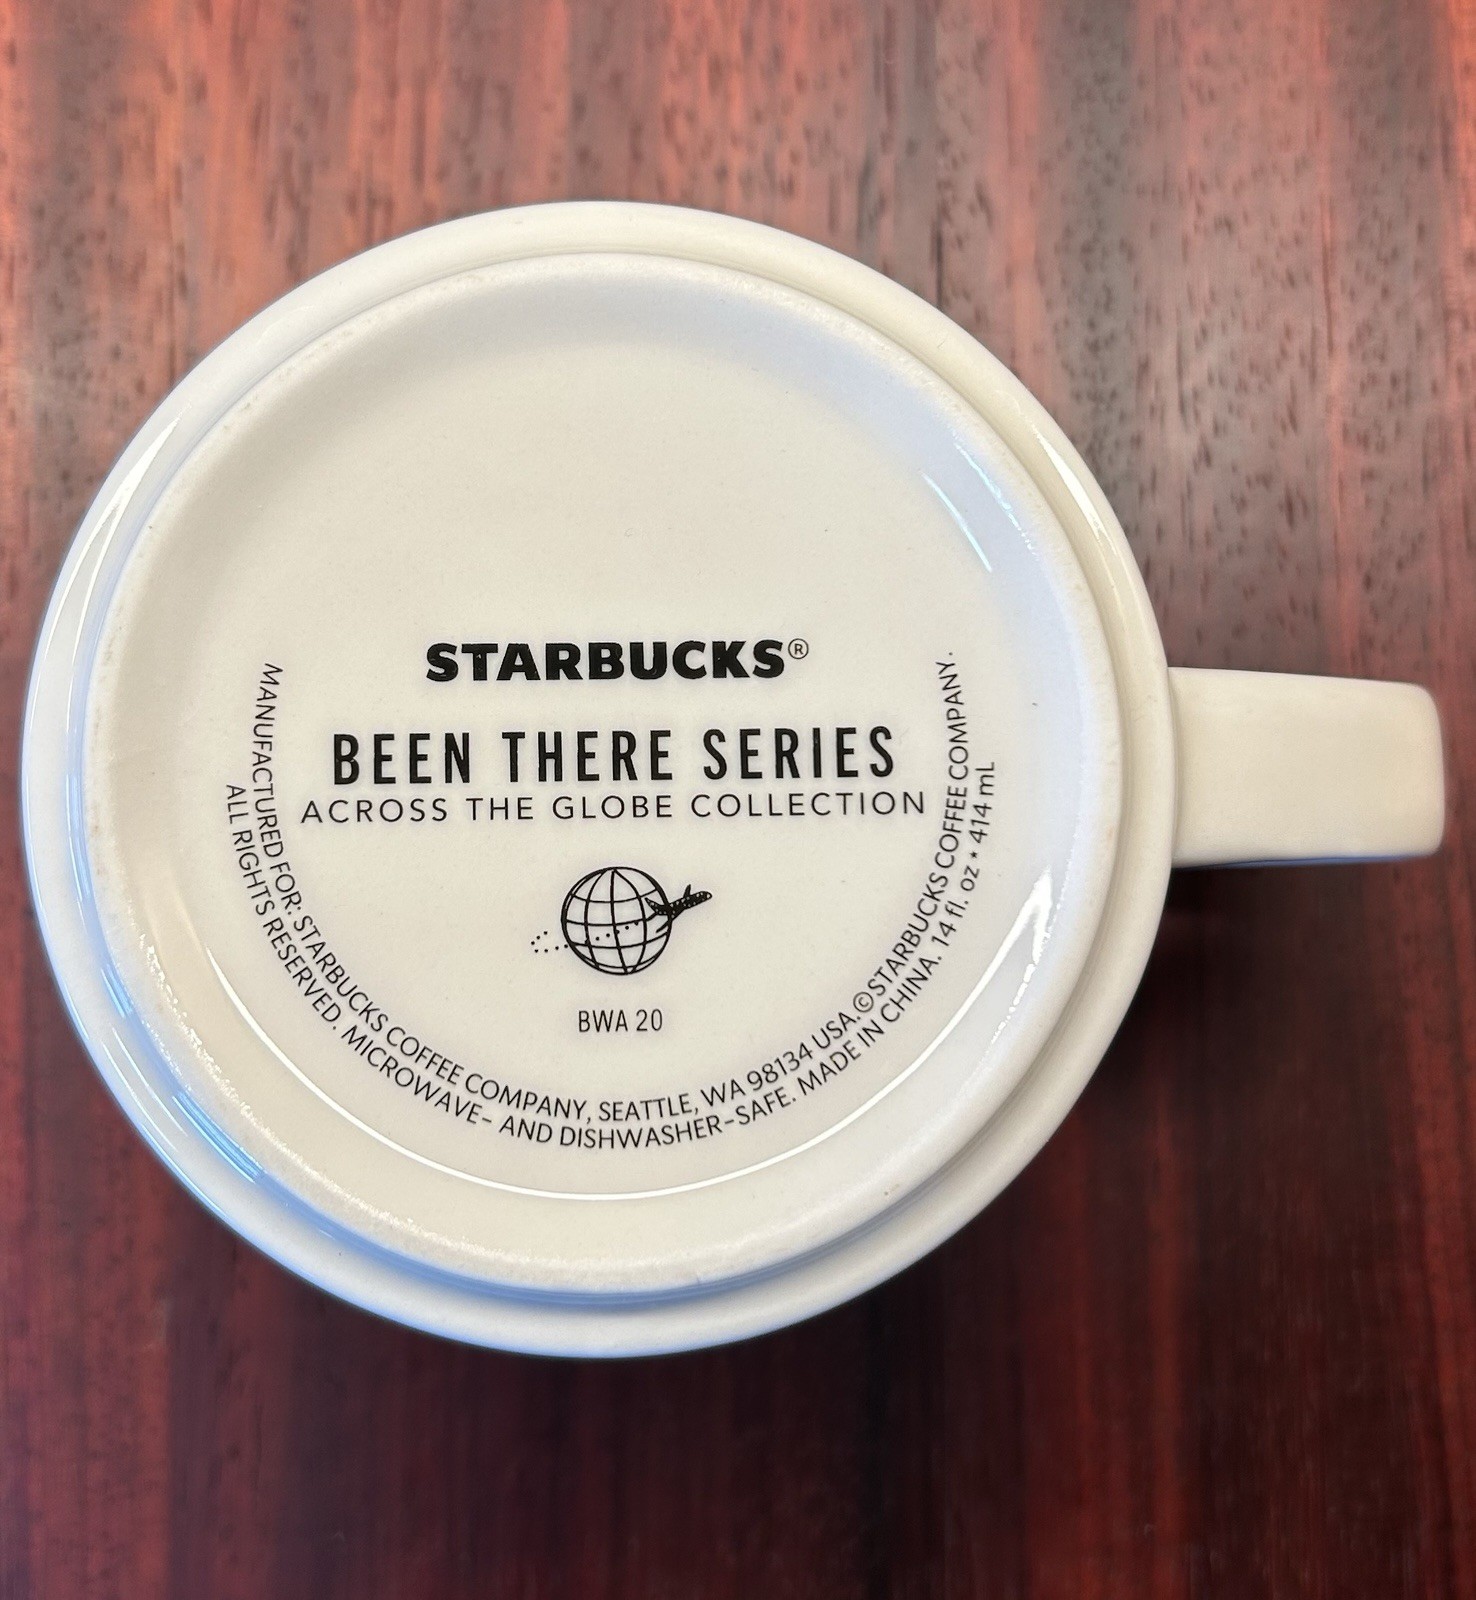 STARBUCKS®
BEEN THERE SERIES
ACROSS THE GLOBE COLLECTION
BWA 20
MANUFACTURED FOR: STARBUCKS COFFEE COMPANY, SEATTLE, WA 98134 USA.©STARBUCKS COFFEE COMPANY.
ALL RIGHTS RESERVED. MICROWAVE- AND DISHWASHER-SAFE. MADE IN CHINA. 14 fl. oz • 414 mL